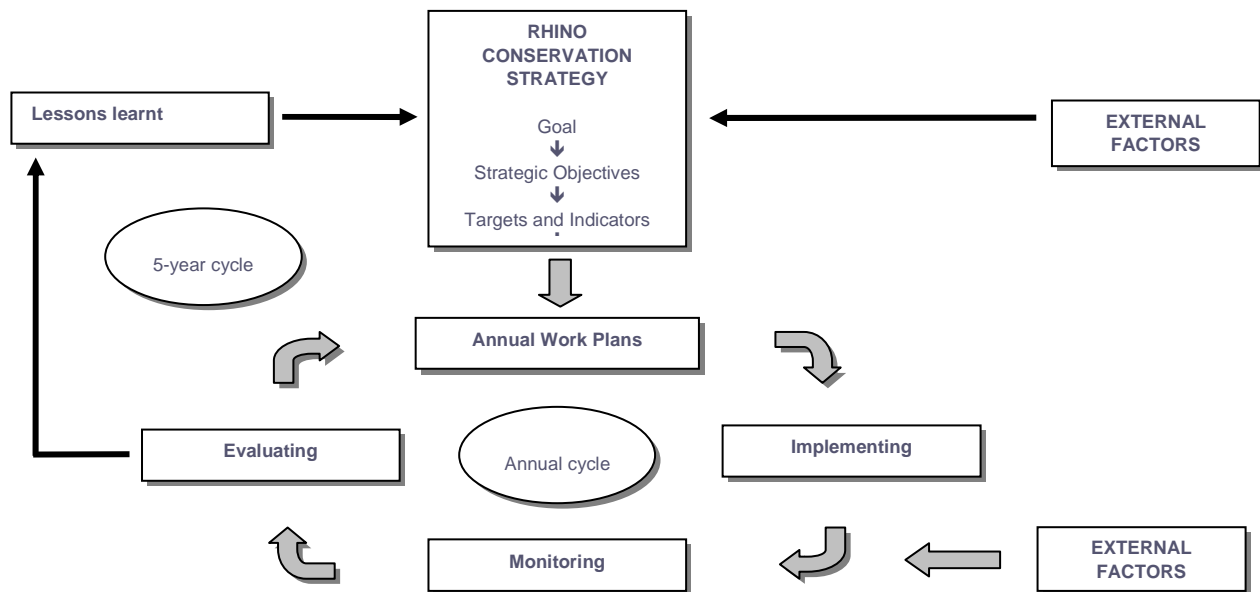 RHINO
CONSERVATION
STRATEGY
Goal
Strategic Objectives
Targets and Indicators
Lessons learnt
EXTERNAL
FACTORS
5-year cycle
Annual Work Plans
Evaluating
Annual cycle
Implementing
Monitoring
EXTERNAL
FACTORS